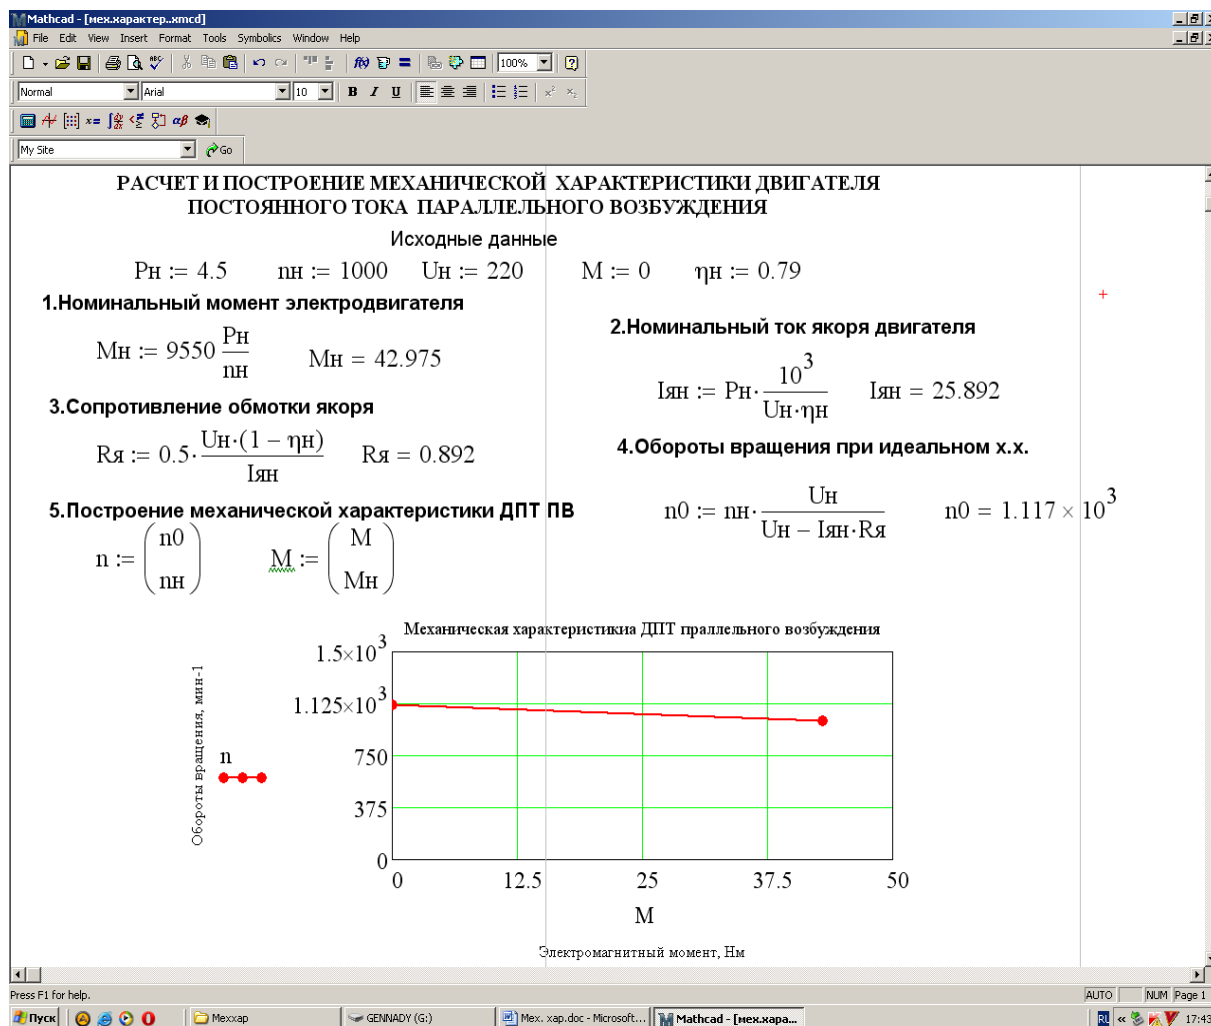 Mathcad - [мех.характер..xmcd]
File Edit View Insert Format Tools Symbolics Window Help
100%
Normal Arial 10 B I U
My Site Go
РАСЧЕТ И ПОСТРОЕНИЕ МЕХАНИЧЕСКОЙ ХАРАКТЕРИСТИКИ ДВИГАТЕЛЯ
ПОСТОЯННОГО ТОКА ПАРАЛЛЕЛЬНОГО ВОЗБУЖДЕНИЯ
Исходные данные
Pн := 4.5 nн := 1000 Uн := 220 M := 0 ηн := 0.79
1.Номинальный момент электродвигателя
Mн := 9550 Pн/nн Mн = 42.975
2.Номинальный ток якоря двигателя
Iян := Pн·10^3/(Uн·ηн) Iян = 25.892
3.Сопротивление обмотки якоря
Rя := 0.5·Uн·(1 − ηн)/Iян Rя = 0.892
4.Обороты вращения при идеальном х.х.
n0 := nн·Uн/(Uн − Iян·Rя) n0 = 1.117 × 10^3
5.Построение механической характеристики ДПТ ПВ
n := (n0 nн) M := (M Mн)
Механическая характеристикиа ДПТ праллельного возбуждения
1.5×10^3
1.125×10^3
750
375
0
Обороты вращения, мин-1
n
0 12.5 25 37.5 50
M
Электромагнитный момент, Нм
Press F1 for help. AUTO NUM Page 1
Пуск Мехxар GENNADY (G:) Мех. хар.doc - Microsoft... Mathcad - [мех.хара... RU « 17:43